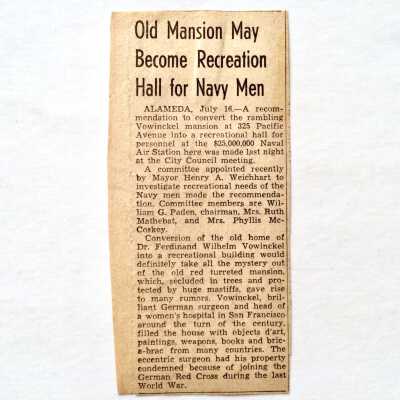 Old Mansion May
Become Recreation
Hall for Navy Men
ALAMEDA, July 16.—A recom-
mendation to convert the rambling
Vowinckel mansion at 325 Pacific
Avenue into a recreational hall for
personnel at the $25,000,000 Naval
Air Station here was made last night
at the City Council meeting.
A committee appointed recently
by Mayor Henry A. Weichhart to
investigate recreational needs of the
Navy men made the recommenda-
tion. Committee members are Wil-
liam G. Paden, chairman, Mrs. Ruth
Mathebat, and Mrs. Phyllis Mc-
Coskey.
Conversion of the old home of
Dr. Ferdinand Wilhelm Vowinckel
into a recreational building would
definitely take all the mystery out
of the old red turreted mansion,
which, secluded in trees and pro-
tected by huge mastiffs, gave rise
to many rumors. Vowinckel, bril-
liant German surgeon and head of
a women's hospital in San Francisco
around the turn of the century,
filled the house with objects d'art,
paintings, weapons, books and bric-
a-brac from many countries. The
eccentric surgeon had his property
condemned because of joining the
German Red Cross during the last
World War.